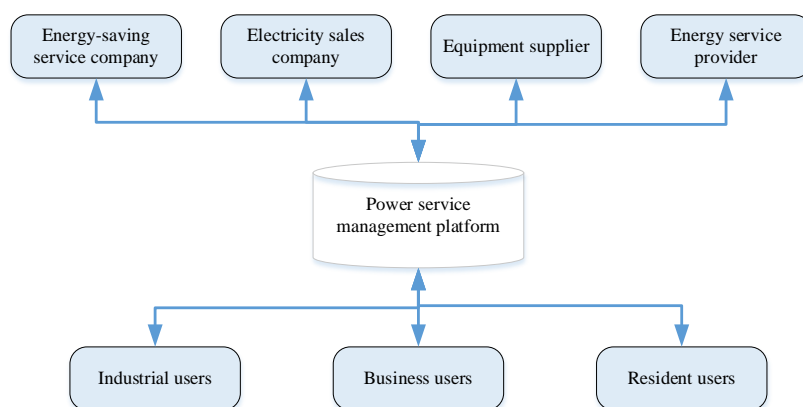 Energy-saving
service company
Electricity sales
company
Equipment supplier
Energy service
provider
Power service
management platform
Industrial users
Business users
Resident users